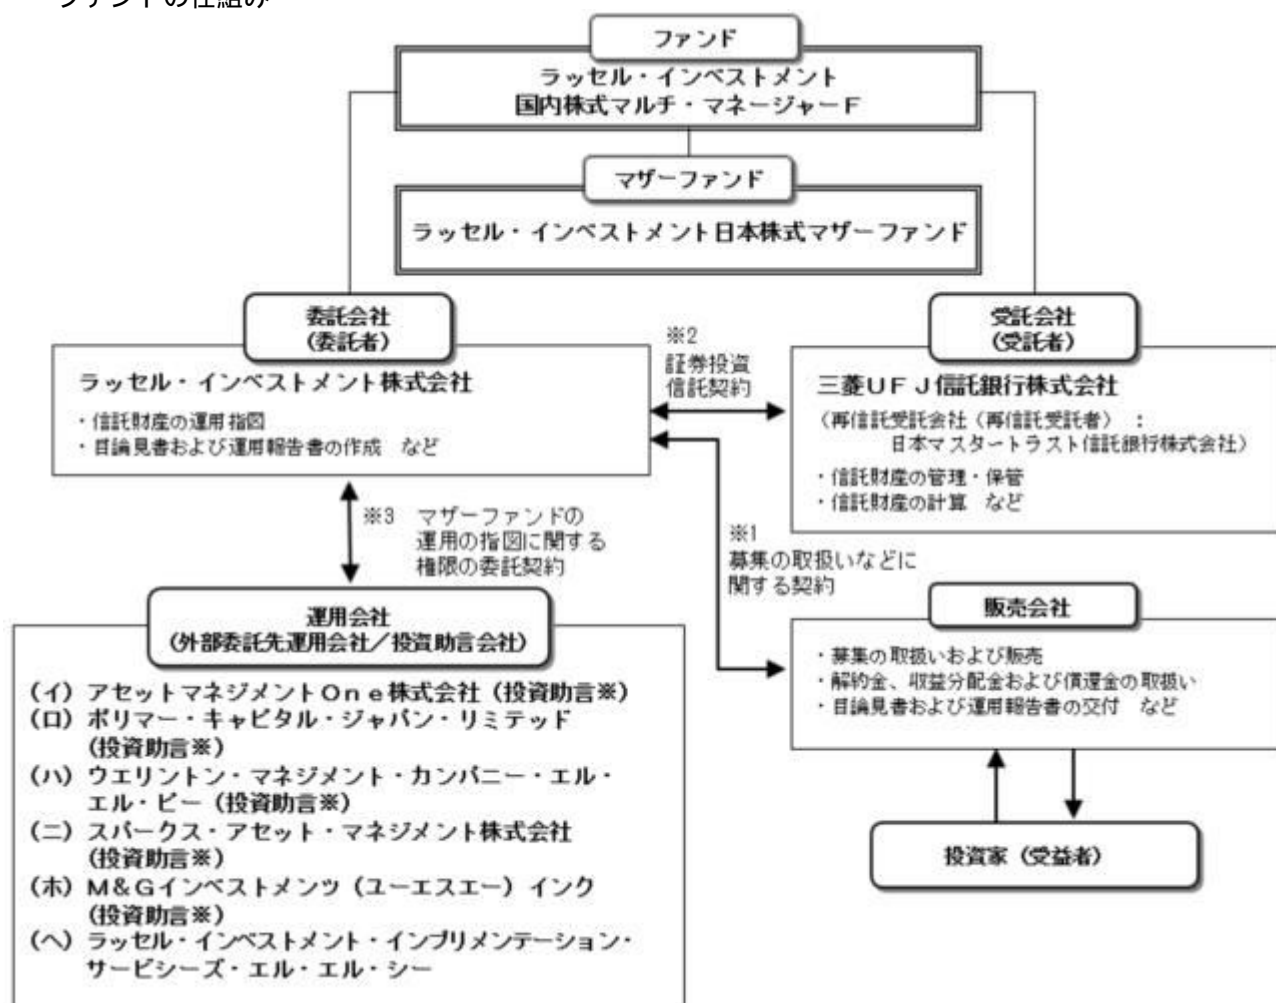 ファンドの仕組み
ファンド
ラッセル・インベストメント
国内株式マルチ・マネージャーF
マザーファンド
ラッセル・インベストメント日本株式マザーファンド
委託会社
(委託者)
ラッセル・インベストメント株式会社
・信託財産の運用指図
・目論見書および運用報告書の作成 など
※2
証券投資
信託契約
受託会社
(受託者)
三菱UFJ信託銀行株式会社
(再信託受託会社(再信託受託者) :
日本マスタートラスト信託銀行株式会社)
・信託財産の管理・保管
・信託財産の計算 など
※3 マザーファンドの
運用の指図に関する
権限の委託契約
※1
募集の取扱いなどに
関する契約
販売会社
・募集の取扱いおよび販売
・解約金、収益分配金および償還金の取扱い
・目論見書および運用報告書の交付 など
投資家(受益者)
運用会社
(外部委託先運用会社/投資助言会社)
(イ)アセットマネジメントOne株式会社(投資助言※)
(ロ)ポリマー・キャピタル・ジャパン・リミテッド
(投資助言※)
(ハ)ウエリントン・マネジメント・カンパニー・エル・
エル・ピー(投資助言※)
(ニ)スパークス・アセット・マネジメント株式会社
(投資助言※)
(ホ)M&Gインベストメンツ(ユーエスエー)インク
(投資助言※)
(ヘ)ラッセル・インベストメント・インプリメンテーション・
サービシーズ・エル・エル・シー